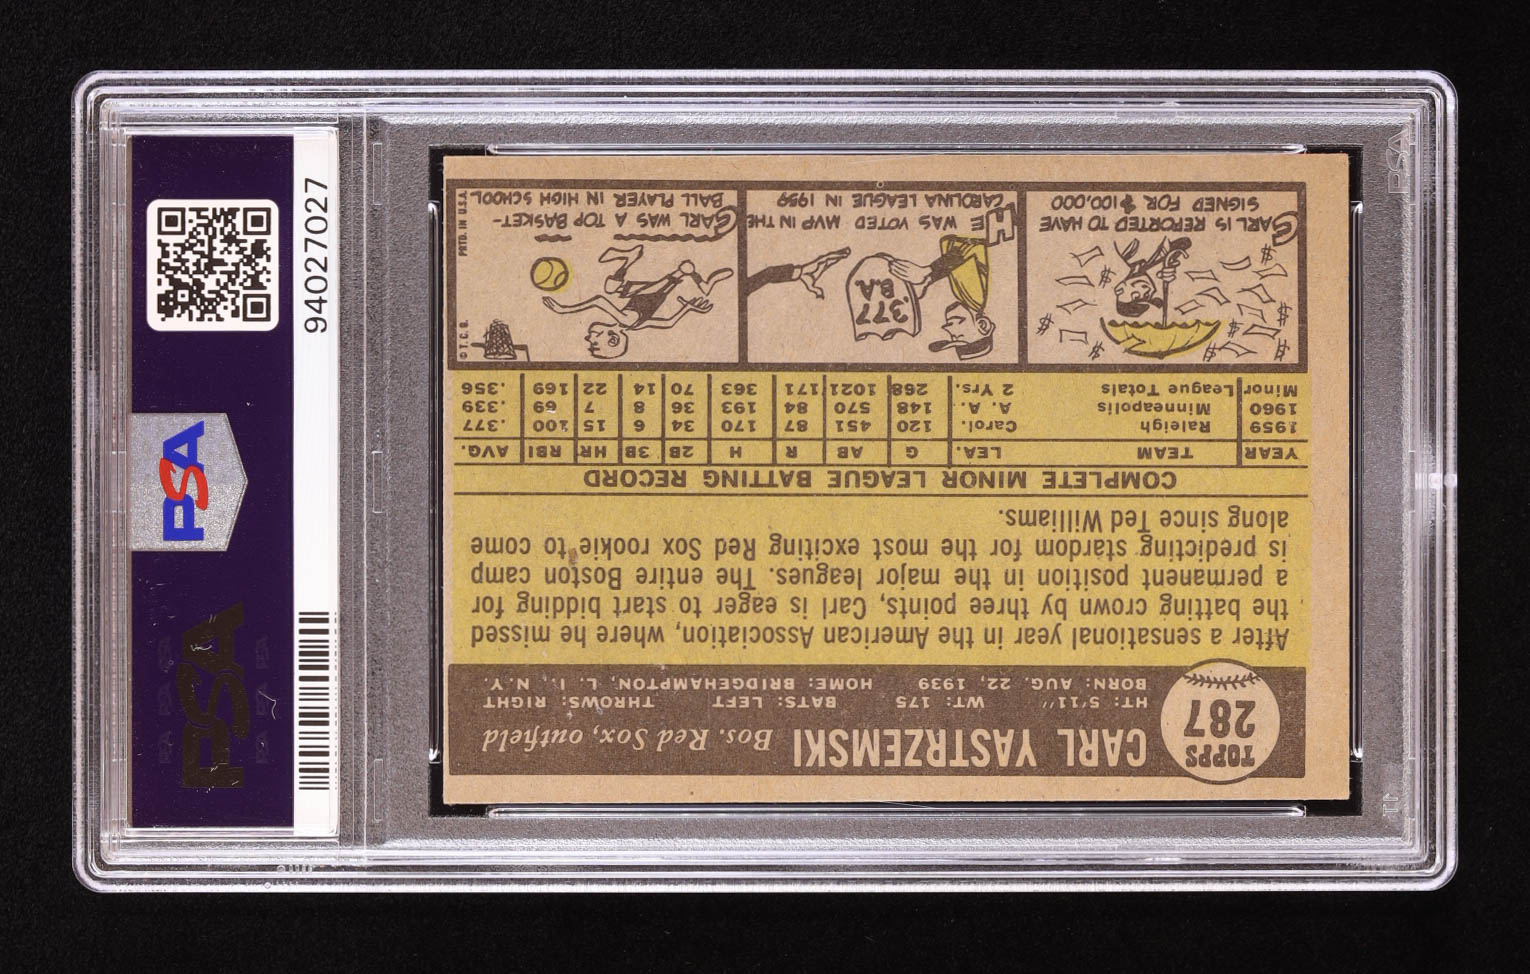 PSA
94027027
PSA
TOPPS
287
CARL YASTRZEMSKI Bos. Red Sox, outfield
HT: 5'11" WT: 175 BATS: LEFT THROWS: RIGHT
BORN: AUG. 22, 1939 HOME: BRIDGEHAMPTON, L. I., N. Y.
After a sensational year in the American Association, where he missed
the batting crown by three points, Carl is eager to start bidding for
a permanent position in the major leagues. The entire Boston camp
is predicting stardom for the most exciting Red Sox rookie to come
along since Ted Williams.
COMPLETE MINOR LEAGUE BATTING RECORD
YEAR TEAM LEA. G AB R H 2B 3B HR RBI AVG.
1959 Raleigh Carol. 120 451 87 170 34 6 15 100 .377
1960 Minneapolis A. A. 148 570 84 193 36 8 7 69 .339
Minor League Totals 2 Yrs. 268 1021 171 363 70 14 22 169 .356
CARL IS REPORTED TO HAVE
SIGNED FOR $100,000
HE WAS VOTED MVP IN THE
CAROLINA LEAGUE IN 1959
.377
B.A.
CARL WAS A TOP BASKET-
BALL PLAYER IN HIGH SCHOOL
© T. C. G.
PRTD. IN U.S.A.